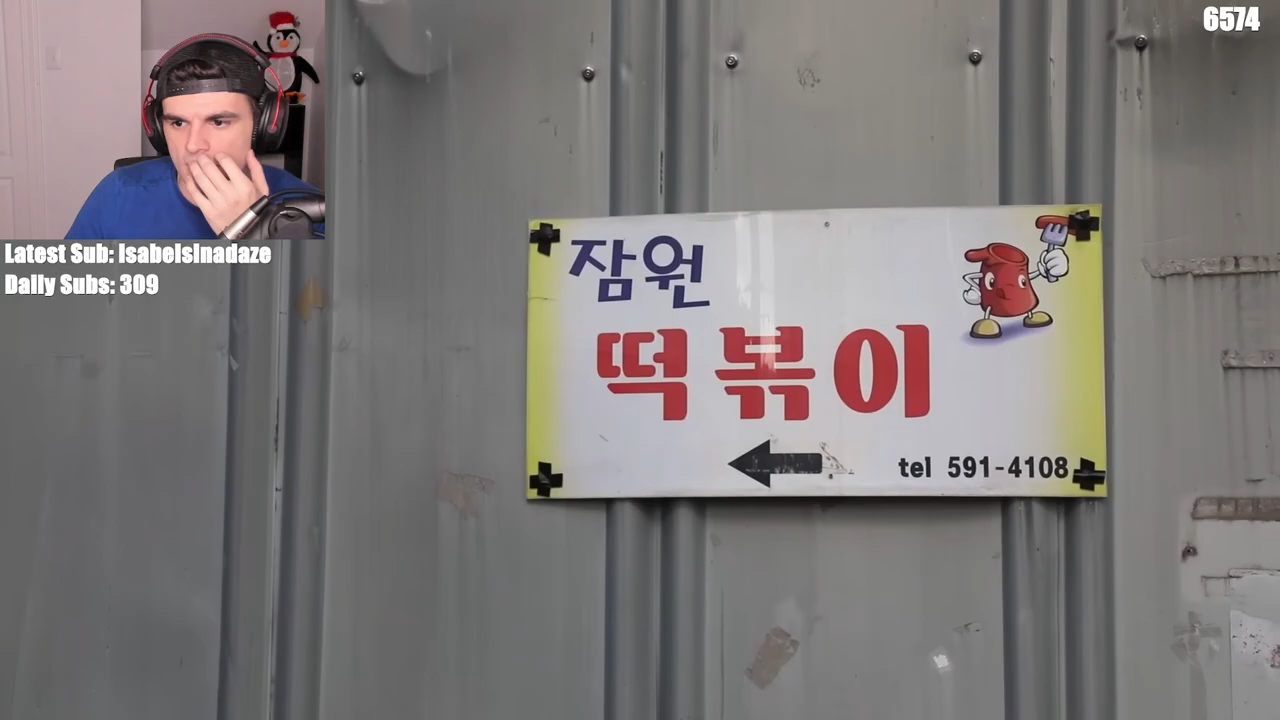 6574
Latest Sub: IsabelsInadaze
Daily Subs: 309
잠원
떡볶이
tel 591-4108